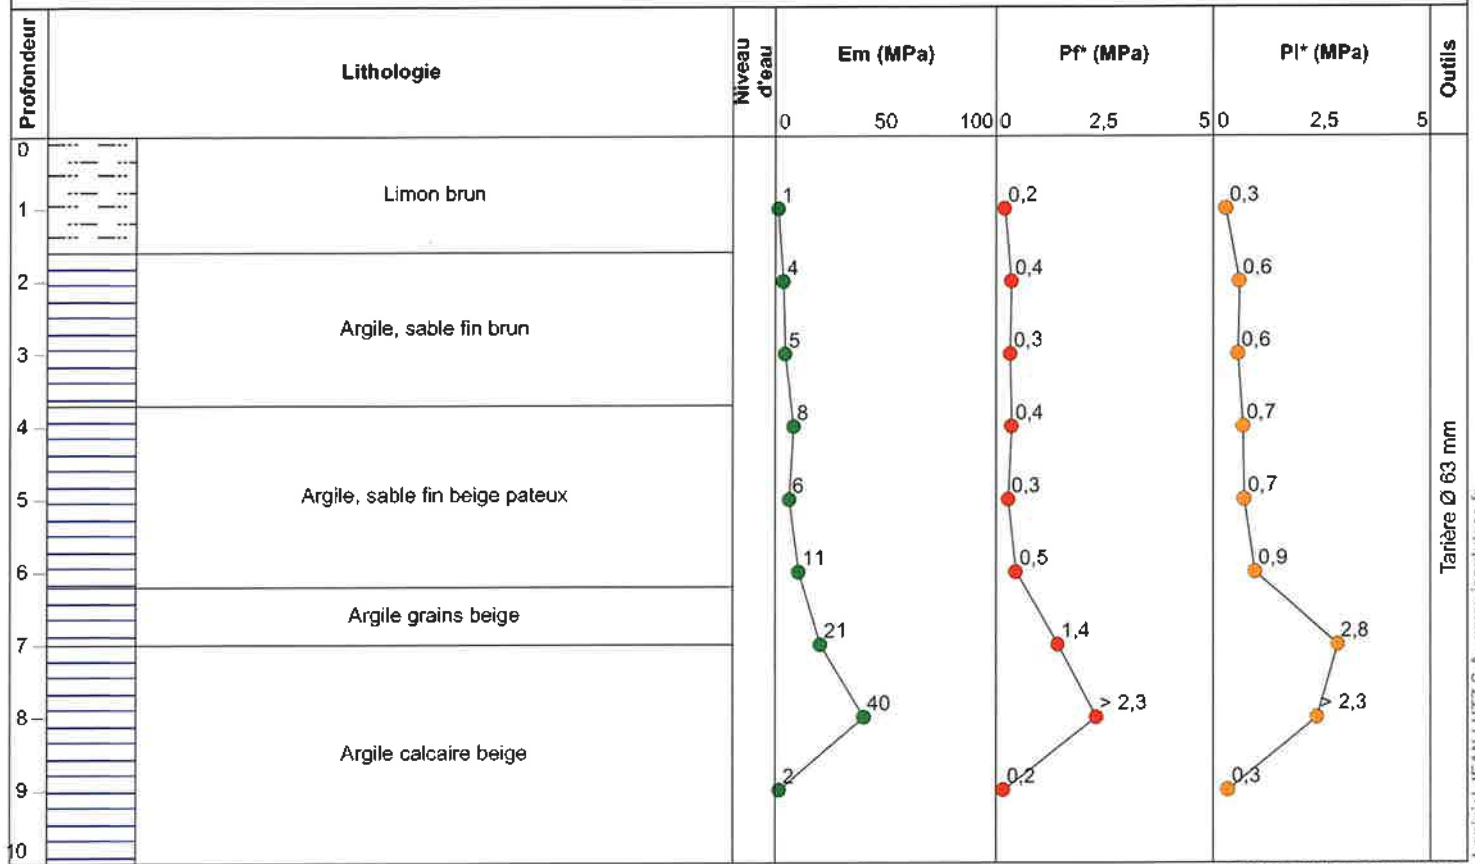 Profondeur
Lithologie
Niveau
d'eau
Em (MPa)
Pf* (MPa)
Pl* (MPa)
Outils
0 50 100
0 2,5 5
0 2,5 5
0
Limon brun
1
1
0,2
0,3
2
4
0,4
0,6
Argile, sable fin brun
3
5
0,3
0,6
4
8
0,4
0,7
Argile, sable fin beige pateux
5
6
0,3
0,7
6
11
0,5
0,9
Argile grains beige
7
21
1,4
2,8
8
40
> 2,3
> 2,3
Argile calcaire beige
9
2
0,2
0,3
10
Tarière Ø 63 mm